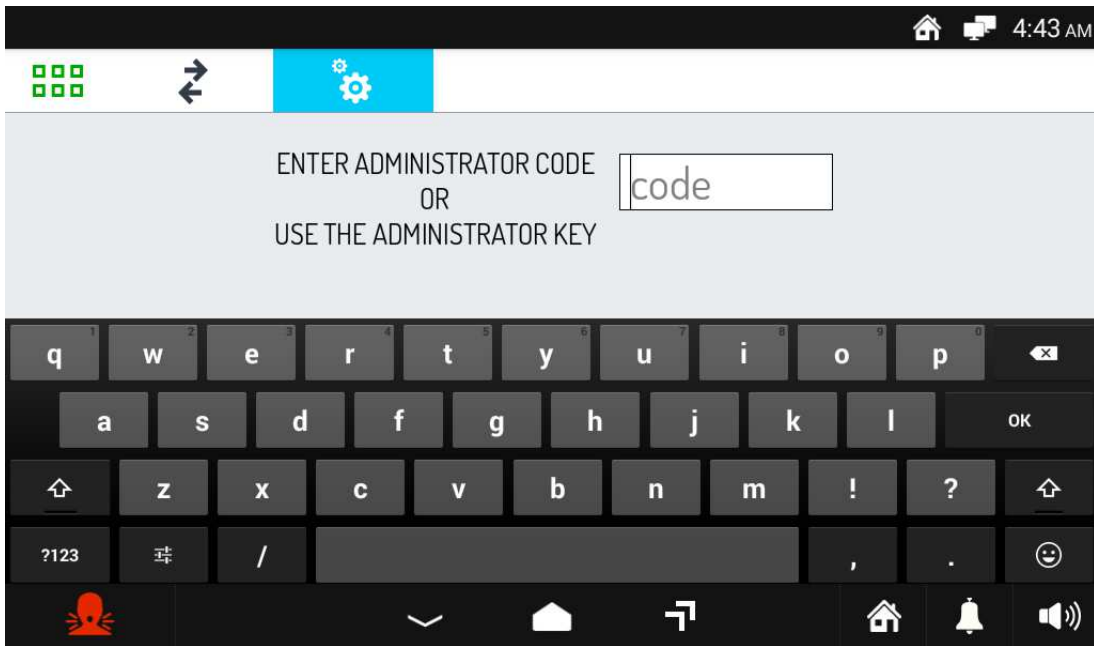 4:43 AM
ENTER ADMINISTRATOR CODE
OR
USE THE ADMINISTRATOR KEY
code
1 2 3 4 5 6 7 8 9 0
q w e r t y u i o p
a s d f g h j k l OK
z x c v b n m ! ?
?123 / , .